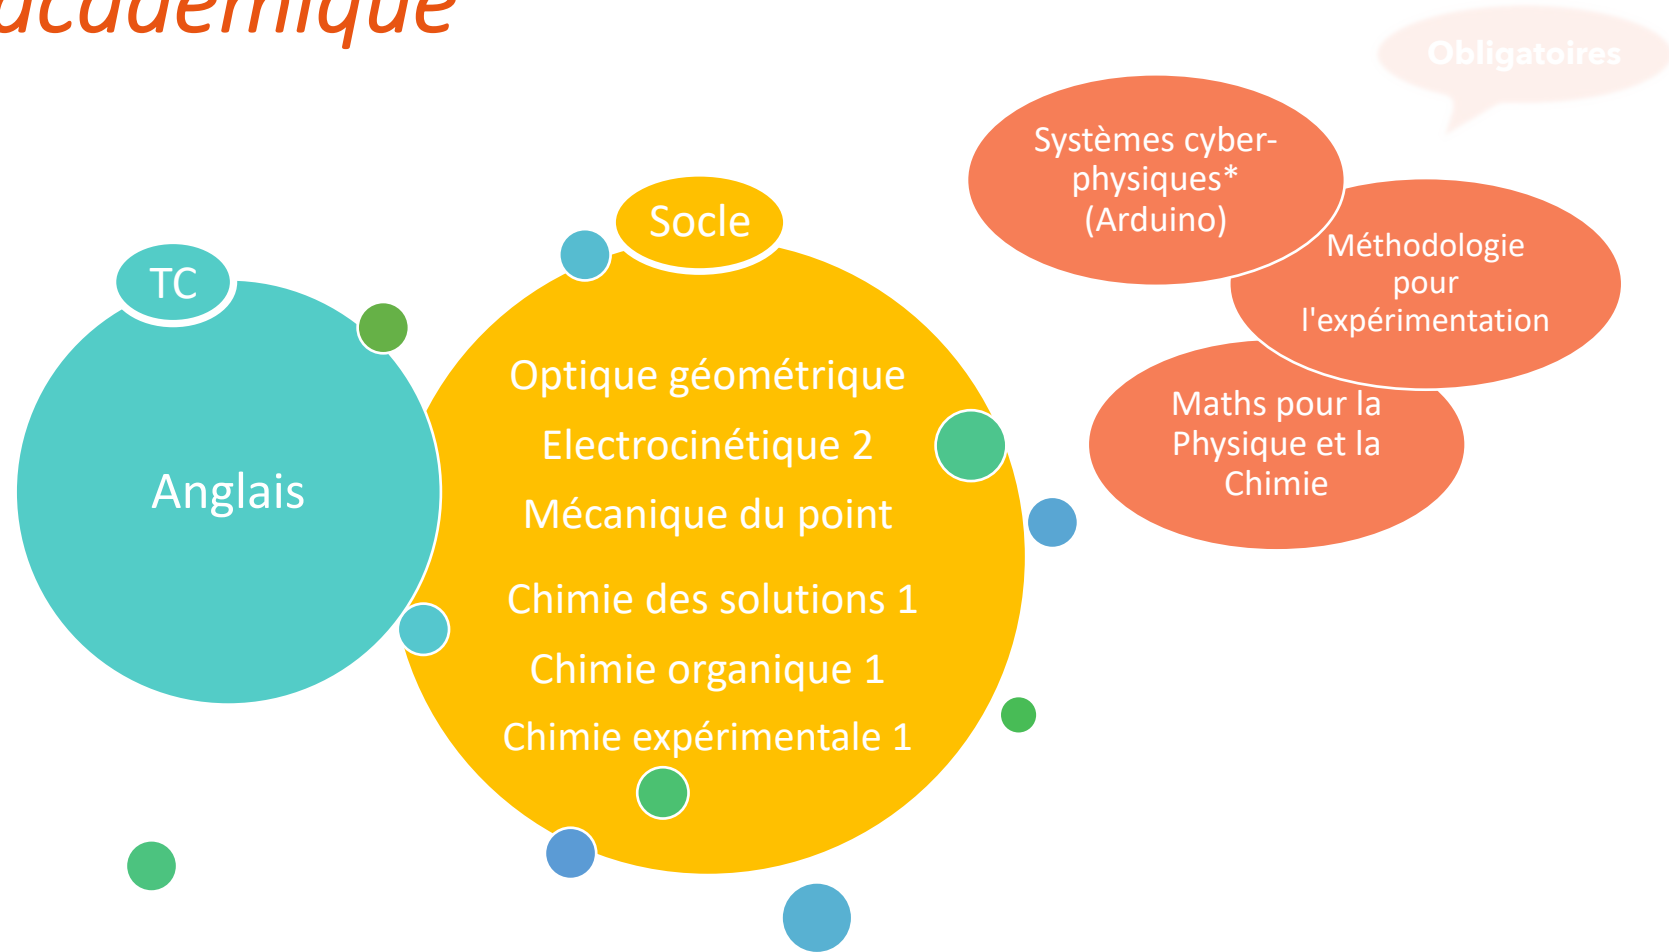 académique
Obligatoires
Systèmes cyber-
physiques*
(Arduino)
Méthodologie
pour
l'expérimentation
Maths pour la
Physique et la
Chimie
Socle
Optique géométrique
Electrocinétique 2
Mécanique du point
Chimie des solutions 1
Chimie organique 1
Chimie expérimentale 1
TC
Anglais